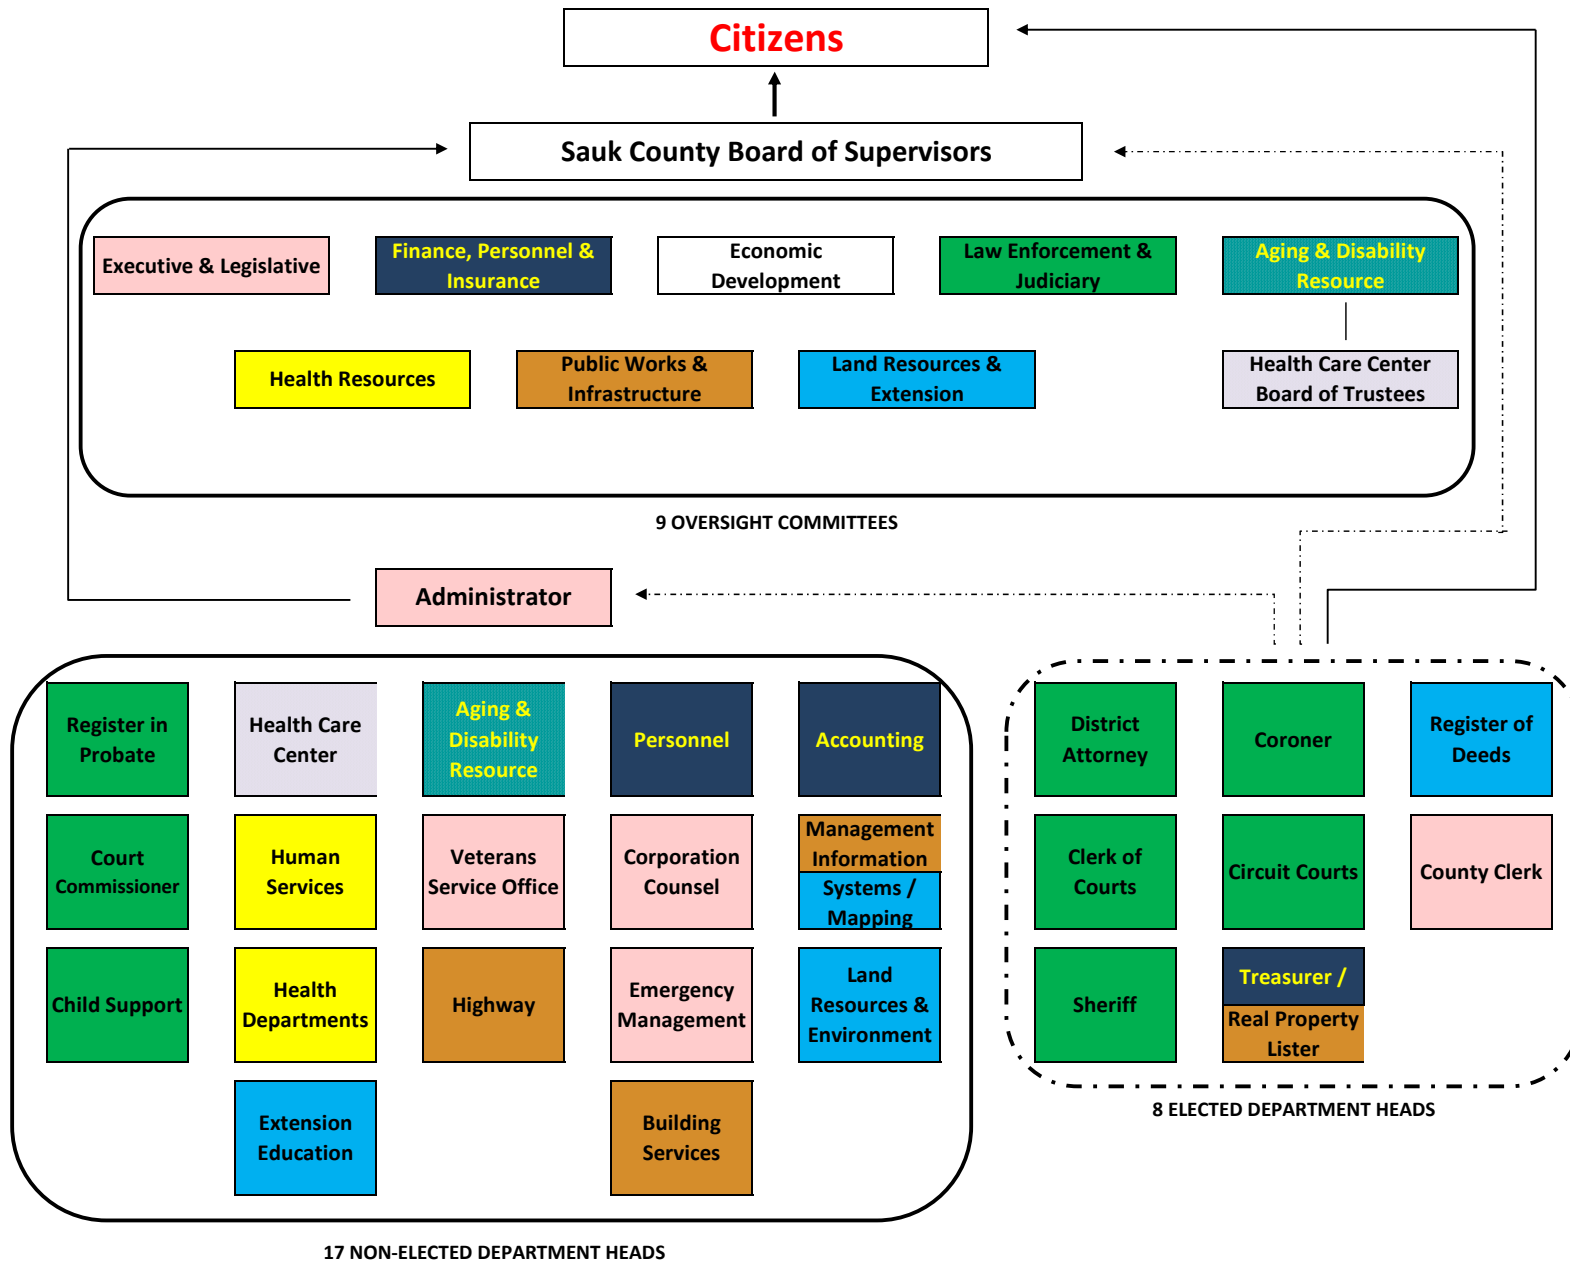 Citizens
Sauk County Board of Supervisors
Executive & Legislative
Finance, Personnel &
Insurance
Economic
Development
Law Enforcement &
Judiciary
Aging & Disability
Resource
Health Resources
Public Works &
Infrastructure
Land Resources &
Extension
Health Care Center
Board of Trustees
9 OVERSIGHT COMMITTEES
Administrator
Register in
Probate
Health Care
Center
Aging &
Disability
Resource
Personnel
Accounting
Court
Commissioner
Human
Services
Veterans
Service Office
Corporation
Counsel
Management
Information
Systems /
Mapping
Child Support
Health
Departments
Highway
Emergency
Management
Land
Resources &
Environment
Extension
Education
Building
Services
17 NON-ELECTED DEPARTMENT HEADS
District
Attorney
Coroner
Register of
Deeds
Clerk of
Courts
Circuit Courts
County Clerk
Sheriff
Treasurer /
Real Property
Lister
8 ELECTED DEPARTMENT HEADS